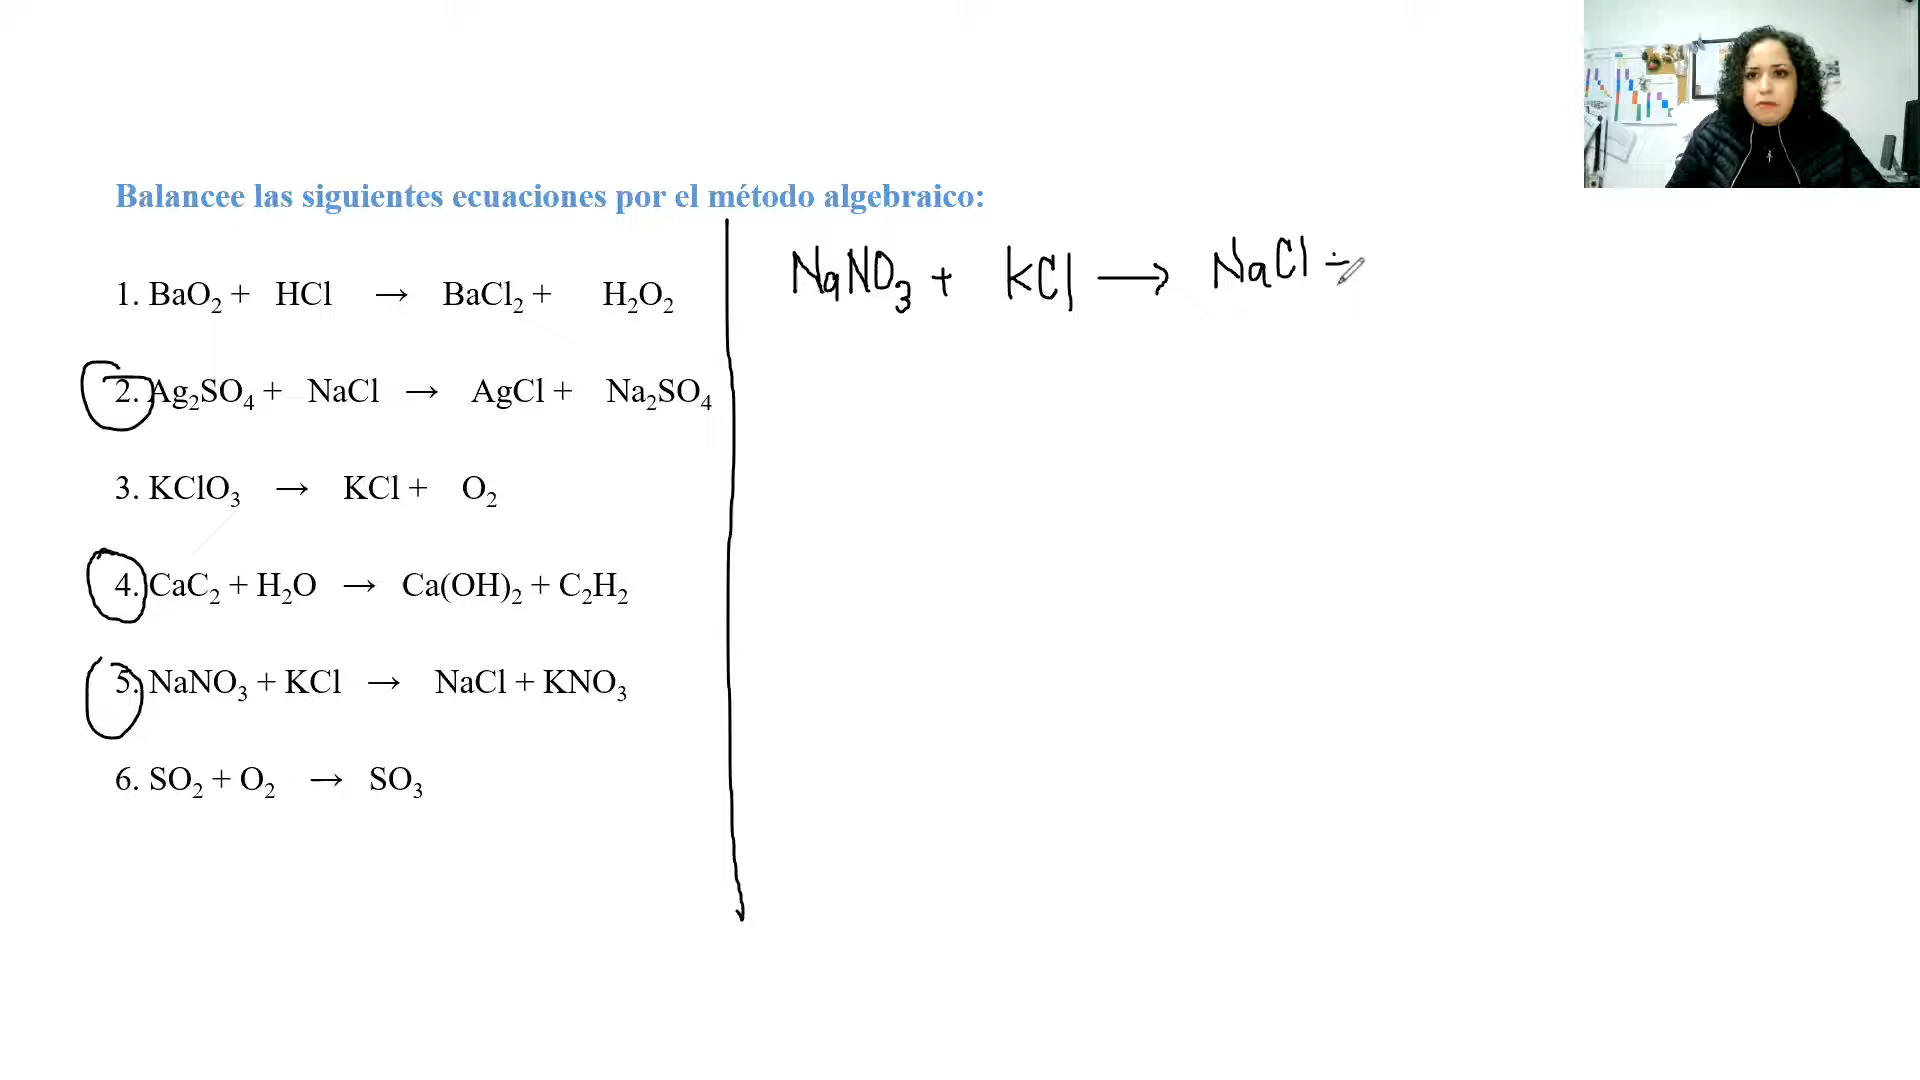 Balancee las siguientes ecuaciones por el método algebraico:
1. BaO₂ + HCl → BaCl₂ + H₂O₂
2. Ag₂SO₄ + NaCl → AgCl + Na₂SO₄
3. KClO₃ → KCl + O₂
4. CaC₂ + H₂O → Ca(OH)₂ + C₂H₂
5. NaNO₃ + KCl → NaCl + KNO₃
6. SO₂ + O₂ → SO₃
NaNO₃ + KCl → NaCl +